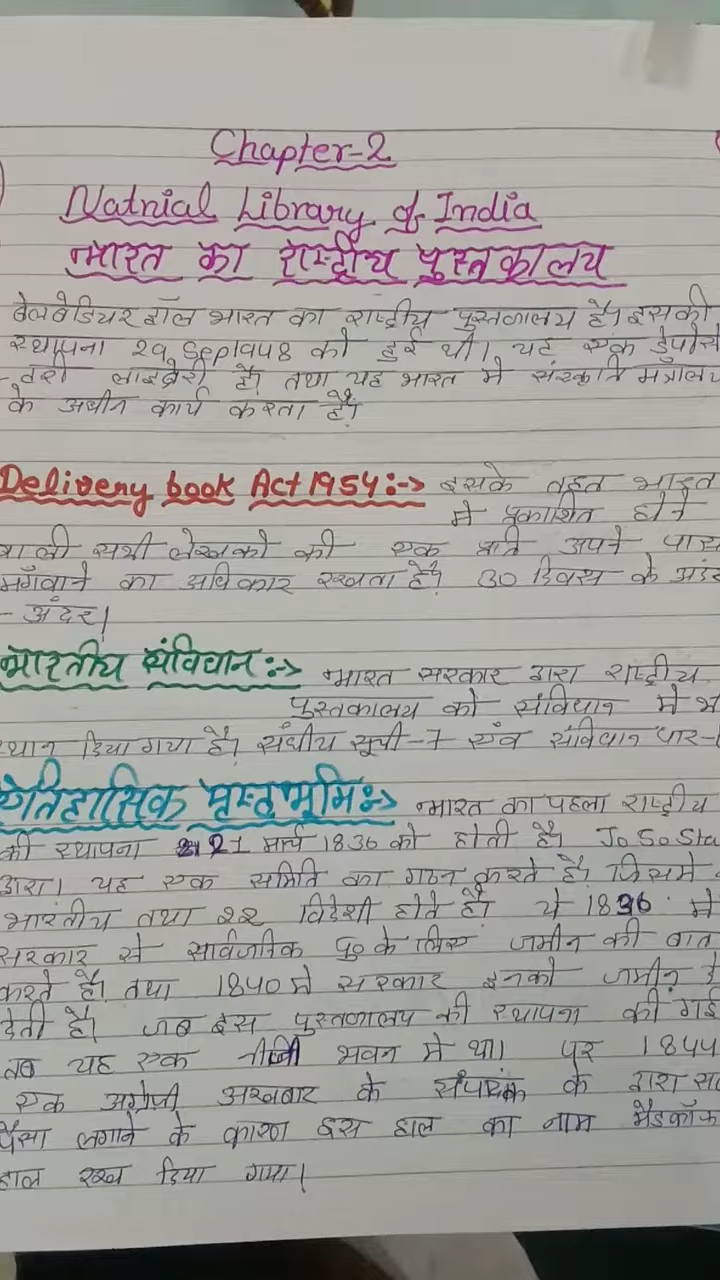 Chapter-2
Natnial Library of India
भारत का राष्ट्रीय पुस्तकालय
बेलवेडियर हॉल भारत का राष्ट्रीय पुस्तकालय है। इसकी
स्थापना 29 Sep 1948 को हुई थी। यह एक डिपोसे
-टरी लाइब्रेरी है। तथा यह भारत मे संस्कृति मत्रालय
के अधीन कार्य करता है।
Delivery book Act 1954:-> इसके तहत भारत
मे प्रकाशित होने
वाली सभी लेखको की एक प्रति अपने पास
मँगवाने का अधिकार रखता है। 30 दिवस के अंद
- अंदर।
भारतीय संविधान:-> भारत सरकार द्वारा राष्ट्रीय
पुस्तकालय को संविधान मे भ
स्थान दिया गया है। संघीय सूची-7 एंव संविधान पार-
ऐतिहासिक पृष्ठभूमि:-> भारत का पहला राष्ट्रीय
की स्थापना 21 मार्च 1836 को होती है। J.S.Sta
द्वारा। यह एक समिति का गठन करते है। जिसमे
भारतीय तथा 22 विदेशी होते है। ये 1836 मे
सरकार से सार्वजनिक पु० के लिए जमीन की बात
करते है। तथा 1840 मे सरकार इनको जमीन दे
देती है। जब इस पुस्तकालय की स्थापना की गई
तब यह एक नीजी भवन मे था। पर 1844
एक अंग्रेजी अखबार के संपादक के द्वारा सा
पैसा लगाने के कारण इस हाल का नाम मैटकॉफ
हाल रख दिया गया।